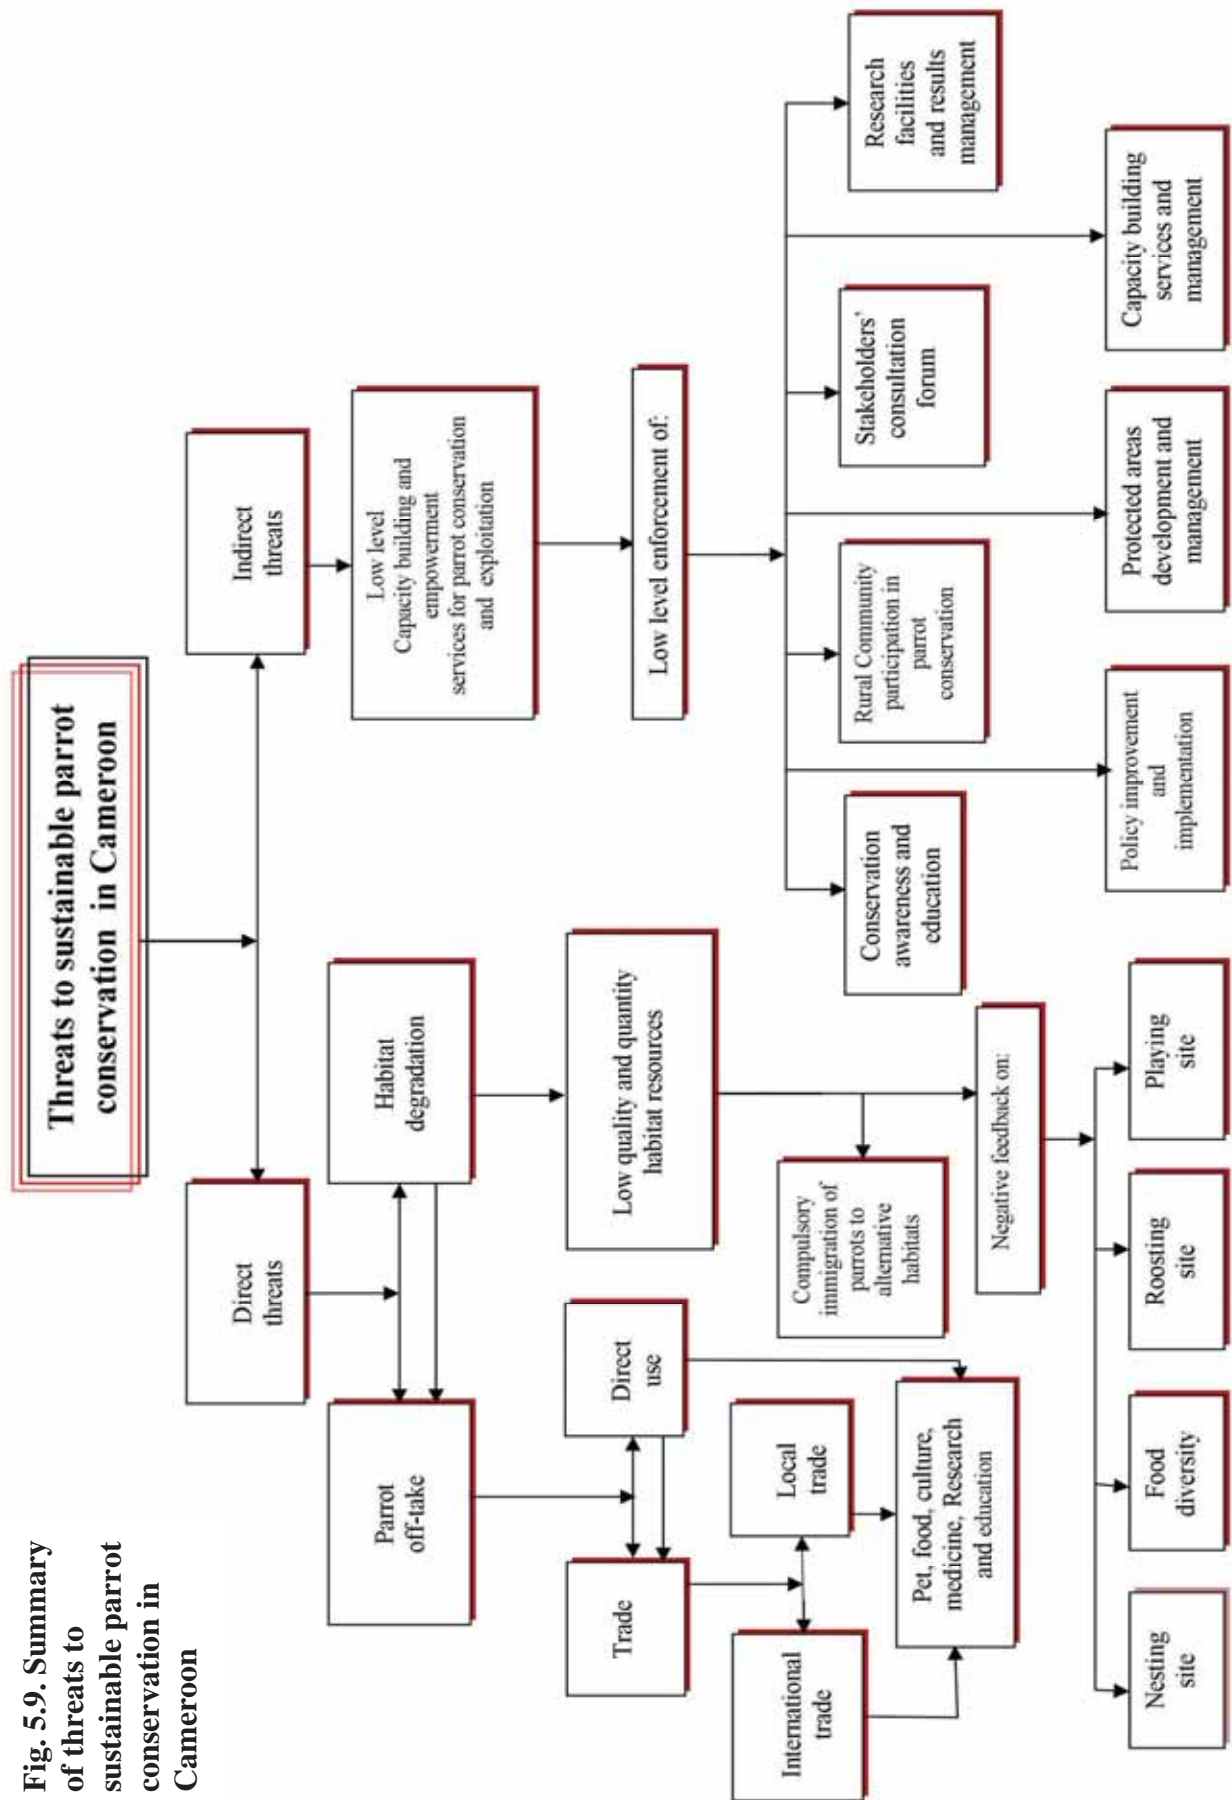 Fig. 5.9. Summary
of threats to
sustainable parrot
conservation in
Cameroon
Threats to sustainable parrot
conservation in Cameroon
Direct
threats
Indirect
threats
Parrot
off-take
Habitat
degradation
Low level
Capacity building and
empowerment
services for parrot conservation
and exploitation
Trade
Direct
use
Low quality and quantity
habitat resources
Low level enforcement of:
International
trade
Local
trade
Compulsory
immigration of
parrots to
alternative
habitats
Conservation
awareness and
education
Rural Community
participation in
parrot
conservation
Stakeholders’
consultation
forum
Research
facilities
and results
management
Pet, food, culture,
medicine, Research
and education
Negative feedback on:
Nesting
site
Food
diversity
Roosting
site
Playing
site
Policy improvement
and
implementation
Protected areas
development and
management
Capacity building
services and
management